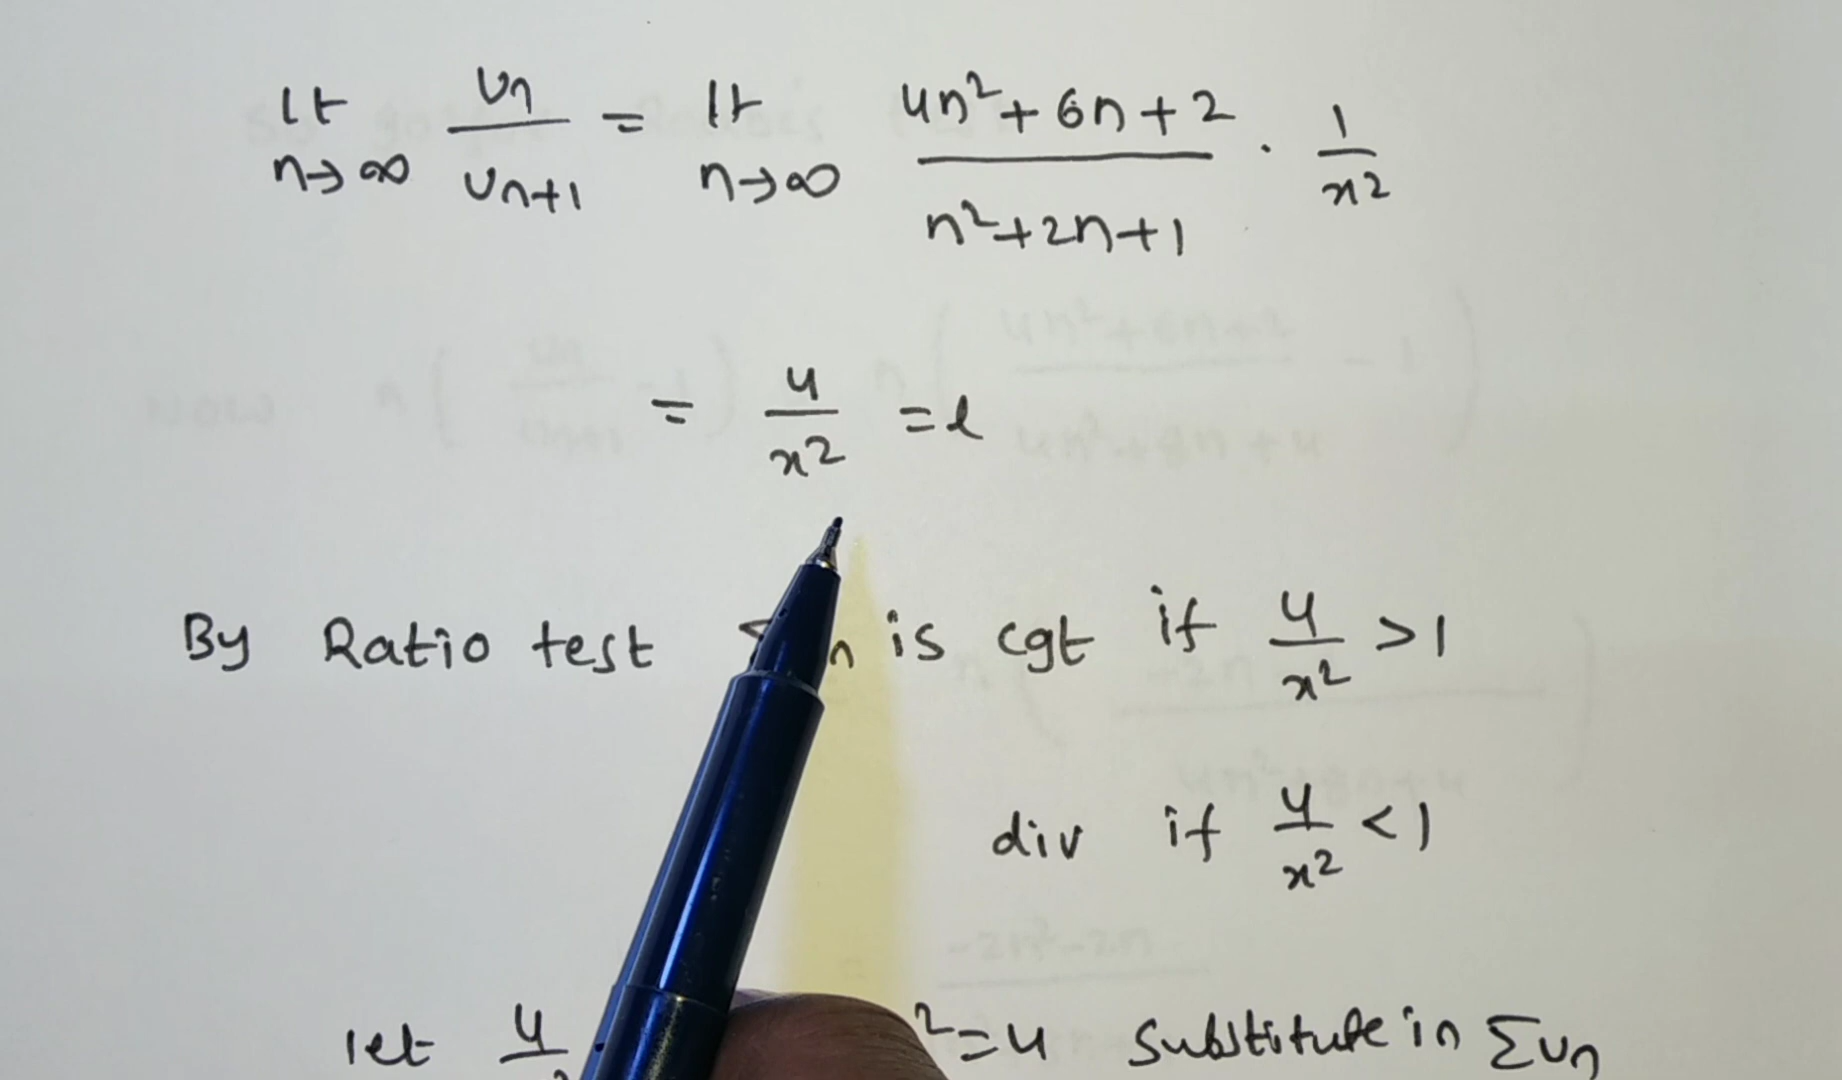 lt n→∞ un/un+1 = lt n→∞ 4n²+6n+2 / n²+2n+1 · 1/x²
= 4/x² = l
By Ratio test is cgt if 4/x² > 1
div if 4/x² < 1
let 4 ²=4 Substitute in Σun